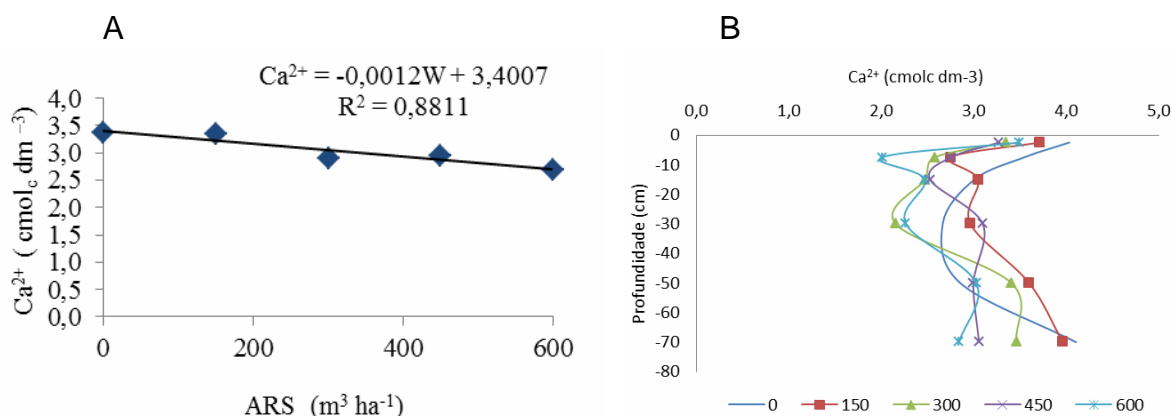 A
Ca²⁺ = -0,0012W + 3,4007
R² = 0,8811
4,0
3,5
3,0
2,5
2,0
1,5
1,0
0,5
0,0
Ca²⁺ ( cmol꜀ dm ⁻³)
0 200 400 600
ARS (m³ ha⁻¹)
B
Ca²⁺ (cmolc dm-3)
0,0 2,0 3,0 4,0 5,0
0
-10
-20
-30
-40
-50
-60
-70
-80
Profundidade (cm)
0 150 300 450 600